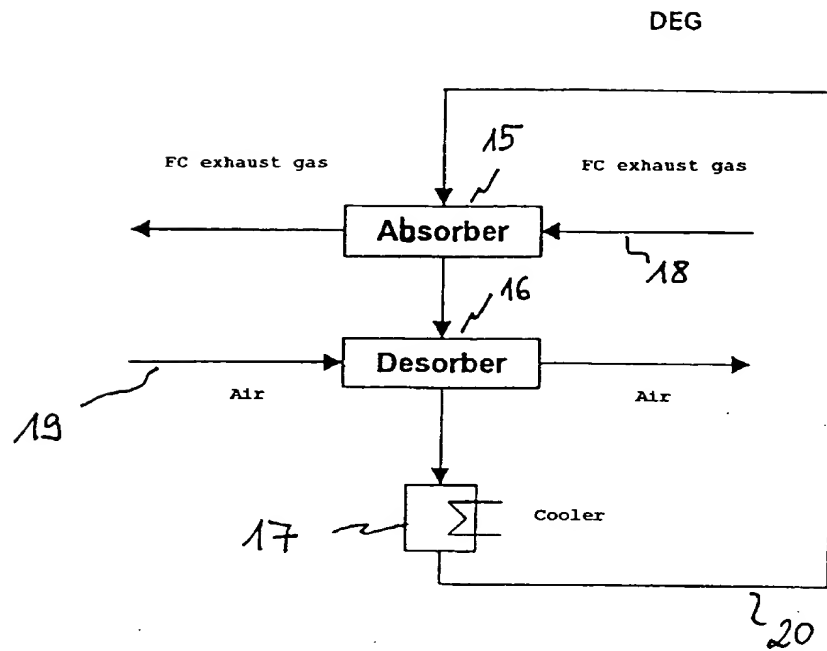 DEG
15
FC exhaust gas
FC exhaust gas
Absorber
18
16
Desorber
Air
Air
19
17
Cooler
20